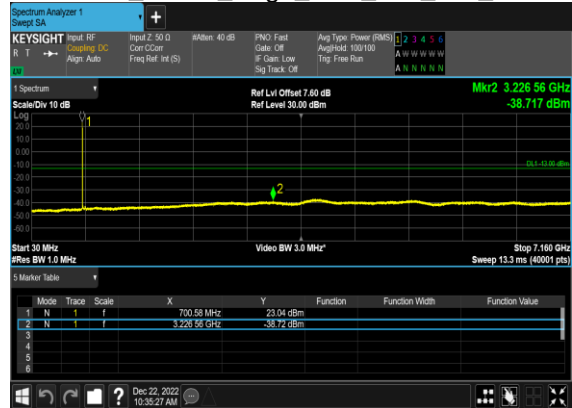 Spectrum Analyzer 1
Swept SA
+
KEYSIGHT Input: RF Input Z: 50 Ω #Atten: 40 dB PNO: Fast Avg Type: Power (RMS) 1 2 3 4 5 6
R T Coupling: DC Corr CCorr Gate: Off Avg|Hold: 100/100 A W W W W W
Align: Auto Freq Ref: Int (S) IF Gain: Low Trig: Free Run
Sig Track: Off A N N N N N
1 Spectrum Ref Lvl Offset 7.60 dB Mkr2 3.226 56 GHz
Scale/Div 10 dB Ref Level 30.00 dBm -38.717 dBm
Log
1
20.0
10.0
0.00
-10.0
DL1 -13.00 dBm
-20.0
-30.0
2
-40.0
-50.0
-60.0
Start 30 MHz Video BW 3.0 MHz* Stop 7.160 GHz
#Res BW 1.0 MHz Sweep 13.3 ms (40001 pts)
5 Marker Table
Mode Trace Scale X Y Function Function Width Function Value
1 N 1 f 700.58 MHz 23.04 dBm
2 N 1 f 3.226 56 GHz -38.72 dBm
3
4
5
6
? Dec 22, 2022
10:35:27 AM